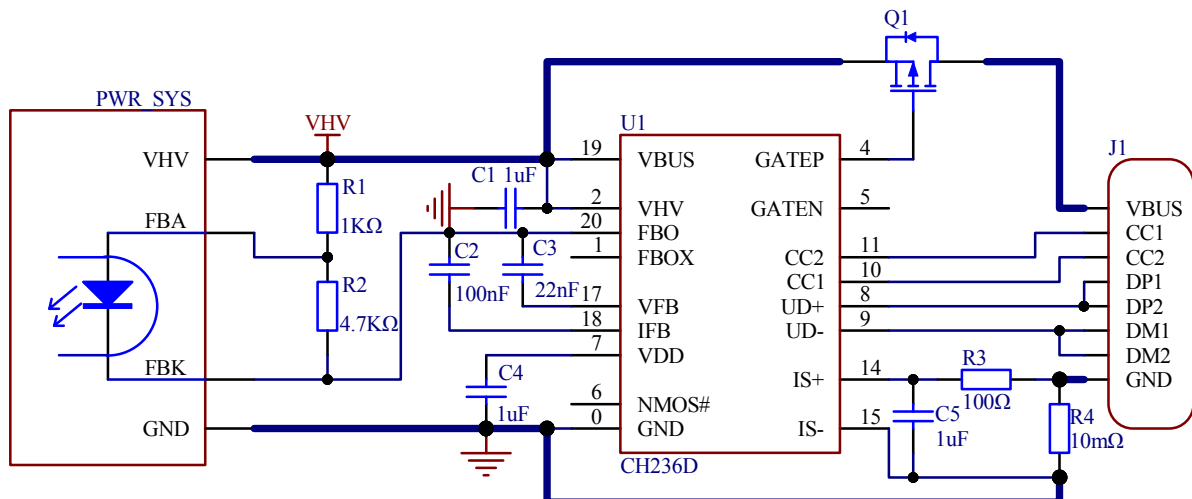 Q1
PWR_SYS
VHV
U1
J1
VHV
R1
1KΩ
FBA
R2
4.7KΩ
FBK
GND
C1 1uF
C2
100nF
C3
22nF
C4
1uF
19 VBUS GATEP 4
2 VHV GATEN 5
20 FBO
1 FBOX CC2 11
CC1 10
17 VFB UD+ 8
18 IFB UD- 9
7 VDD
IS+ 14
6 NMOS#
0 GND IS- 15
CH236D
R3
100Ω
C5
1uF
R4
10mΩ
VBUS
CC1
CC2
DP1
DP2
DM1
DM2
GND